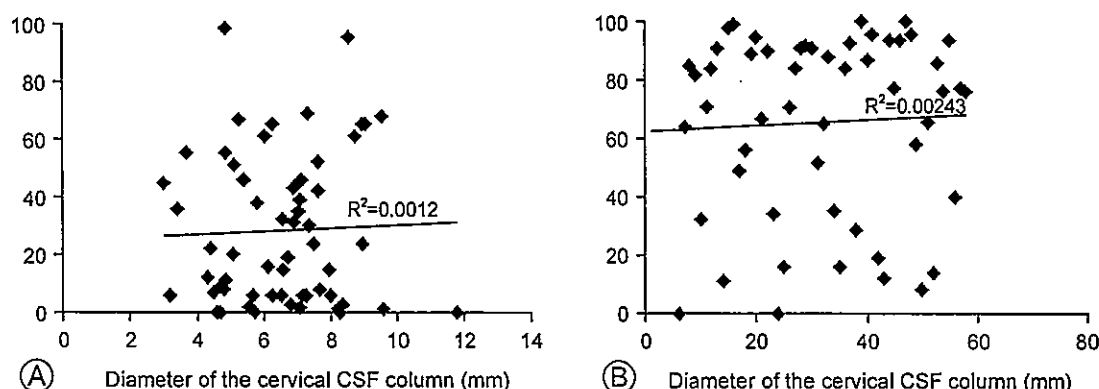 100
80
60
40
20
0
R²=0.0012
0 2 4 6 8 10 12 14
A Diameter of the cervical CSF column (mm)
100
80
60
40
20
0
R²=0.00243
20 40 60 80
B Diameter of the cervical CSF column (mm)